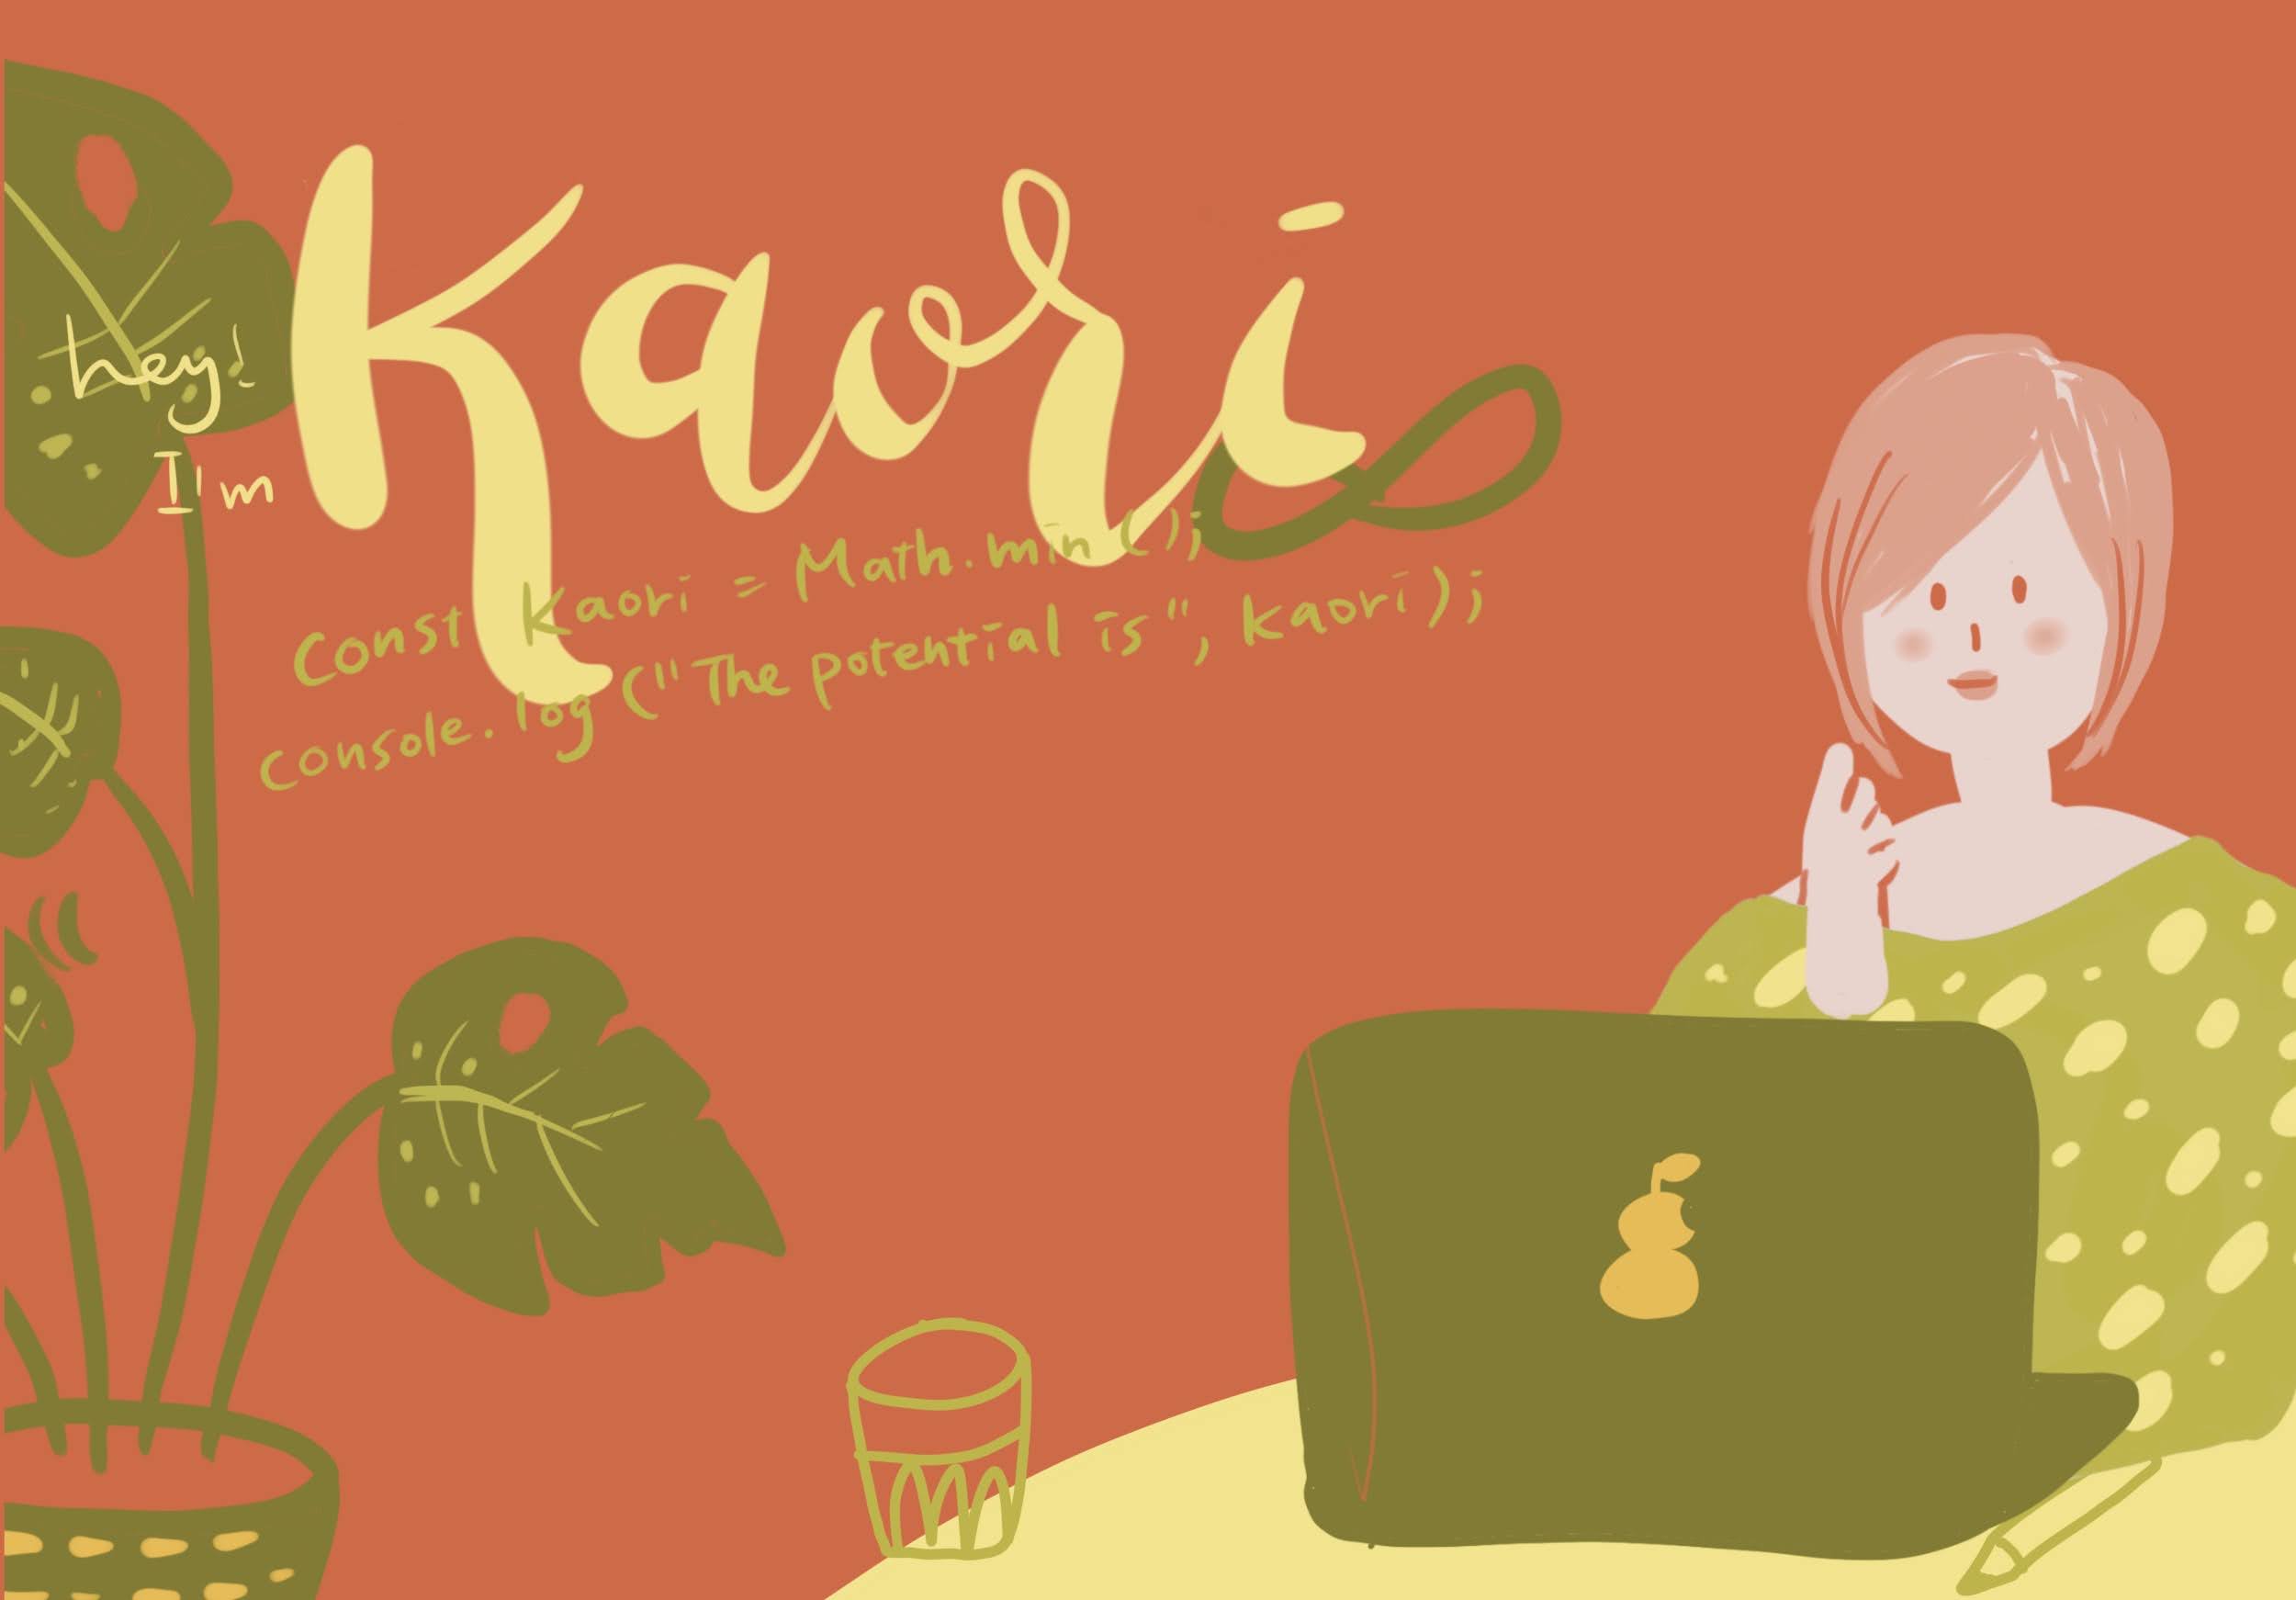 hey!
I'm
Kaori
Const Kaori = Math.min ( );
console.log ("The potential is", kaori);